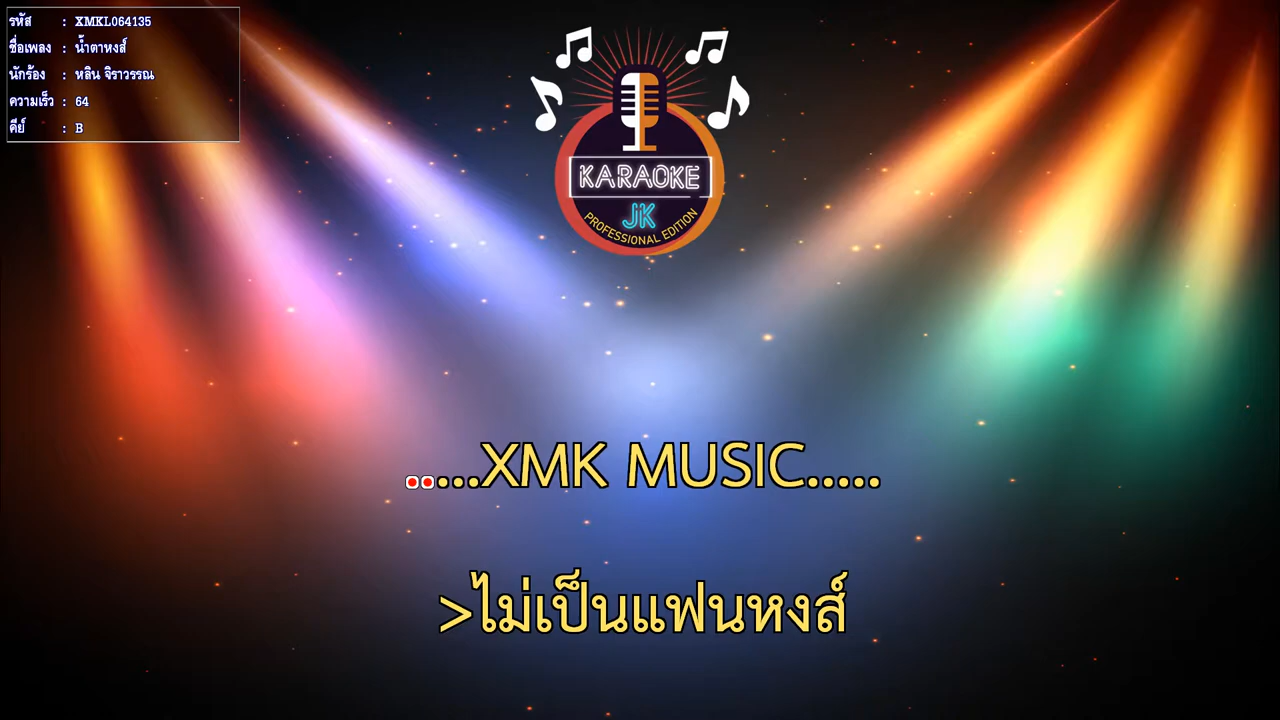 รหัส : XMKL064135
ชื่อเพลง : น้ำตาหงส์
นักร้อง : หลิน จิราวรรณ
ความเร็ว : 64
คีย์ : B
KARAOKE
JK
PROFESSIONAL EDITION
.....XMK MUSIC.....
>ไม่เป็นแฟนหงส์